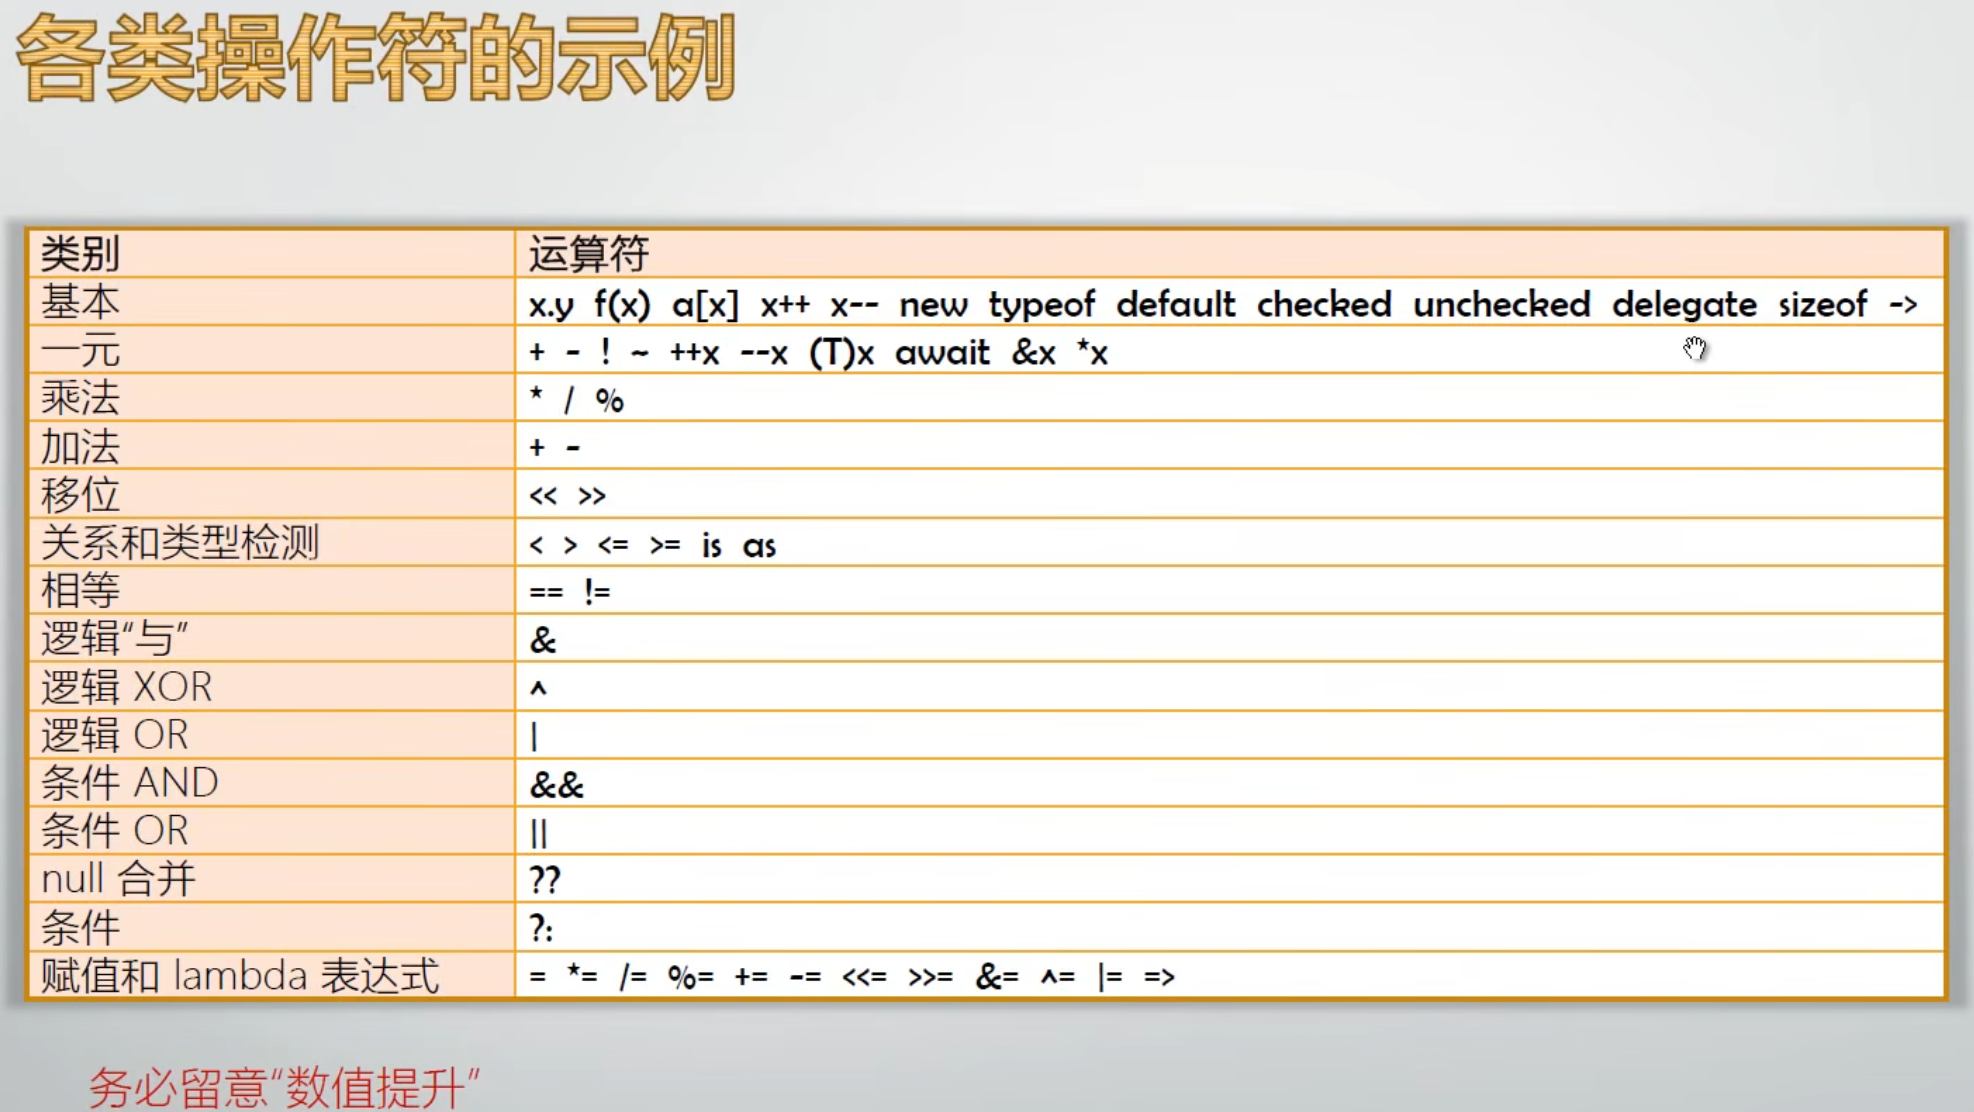 各类操作符的示例
类别 运算符
基本 x.y f(x) a[x] x++ x-- new typeof default checked unchecked delegate sizeof ->
一元 + - ! ~ ++x --x (T)x await &x *x
乘法 * / %
加法 + -
移位 << >>
关系和类型检测 < > <= >= is as
相等 == !=
逻辑“与” &
逻辑 XOR ^
逻辑 OR |
条件 AND &&
条件 OR ||
null 合并 ??
条件 ?:
赋值和 lambda 表达式 = *= /= %= += -= <<= >>= &= ^= |= =>
务必留意“数值提升”